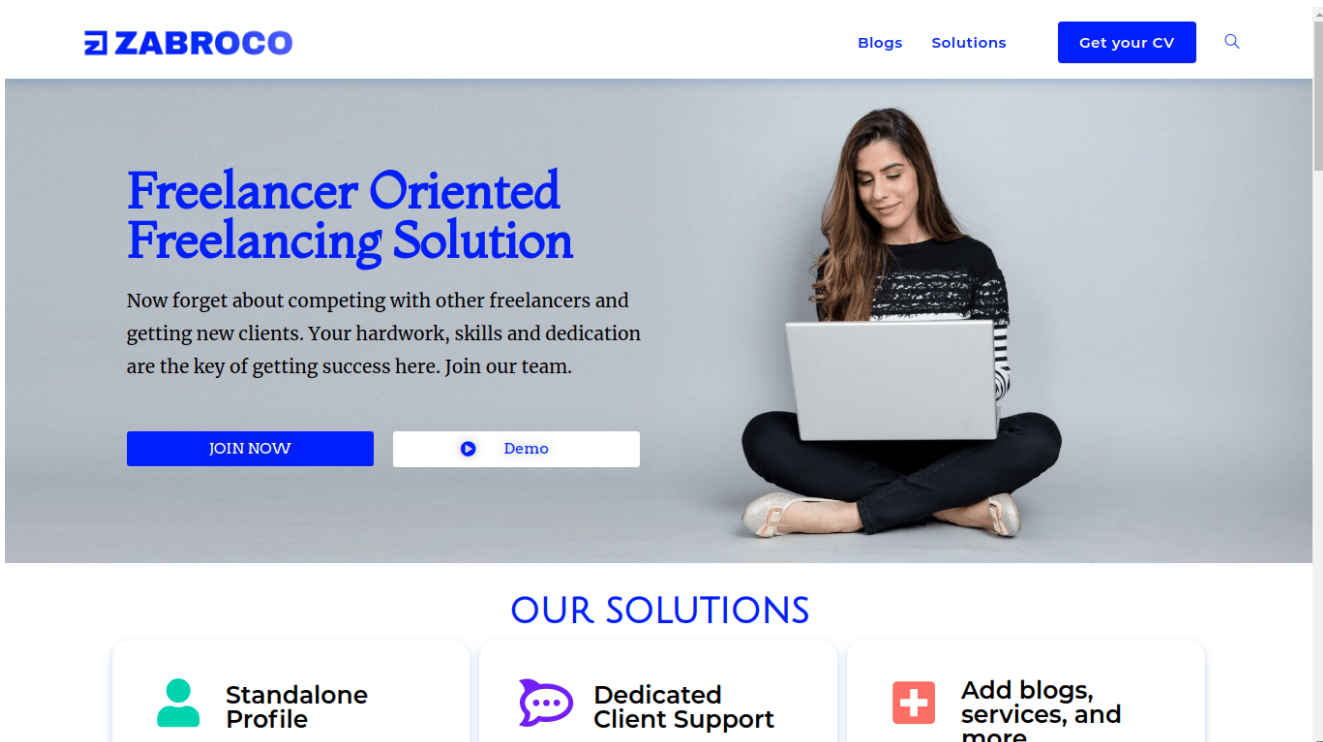 ZABROCO
Blogs
Solutions
Get your CV
Freelancer Oriented
Freelancing Solution
Now forget about competing with other freelancers and
getting new clients. Your hardwork, skills and dedication
are the key of getting success here. Join our team.
JOIN NOW
Demo
OUR SOLUTIONS
Standalone
Profile
Dedicated
Client Support
Add blogs,
services, and
more